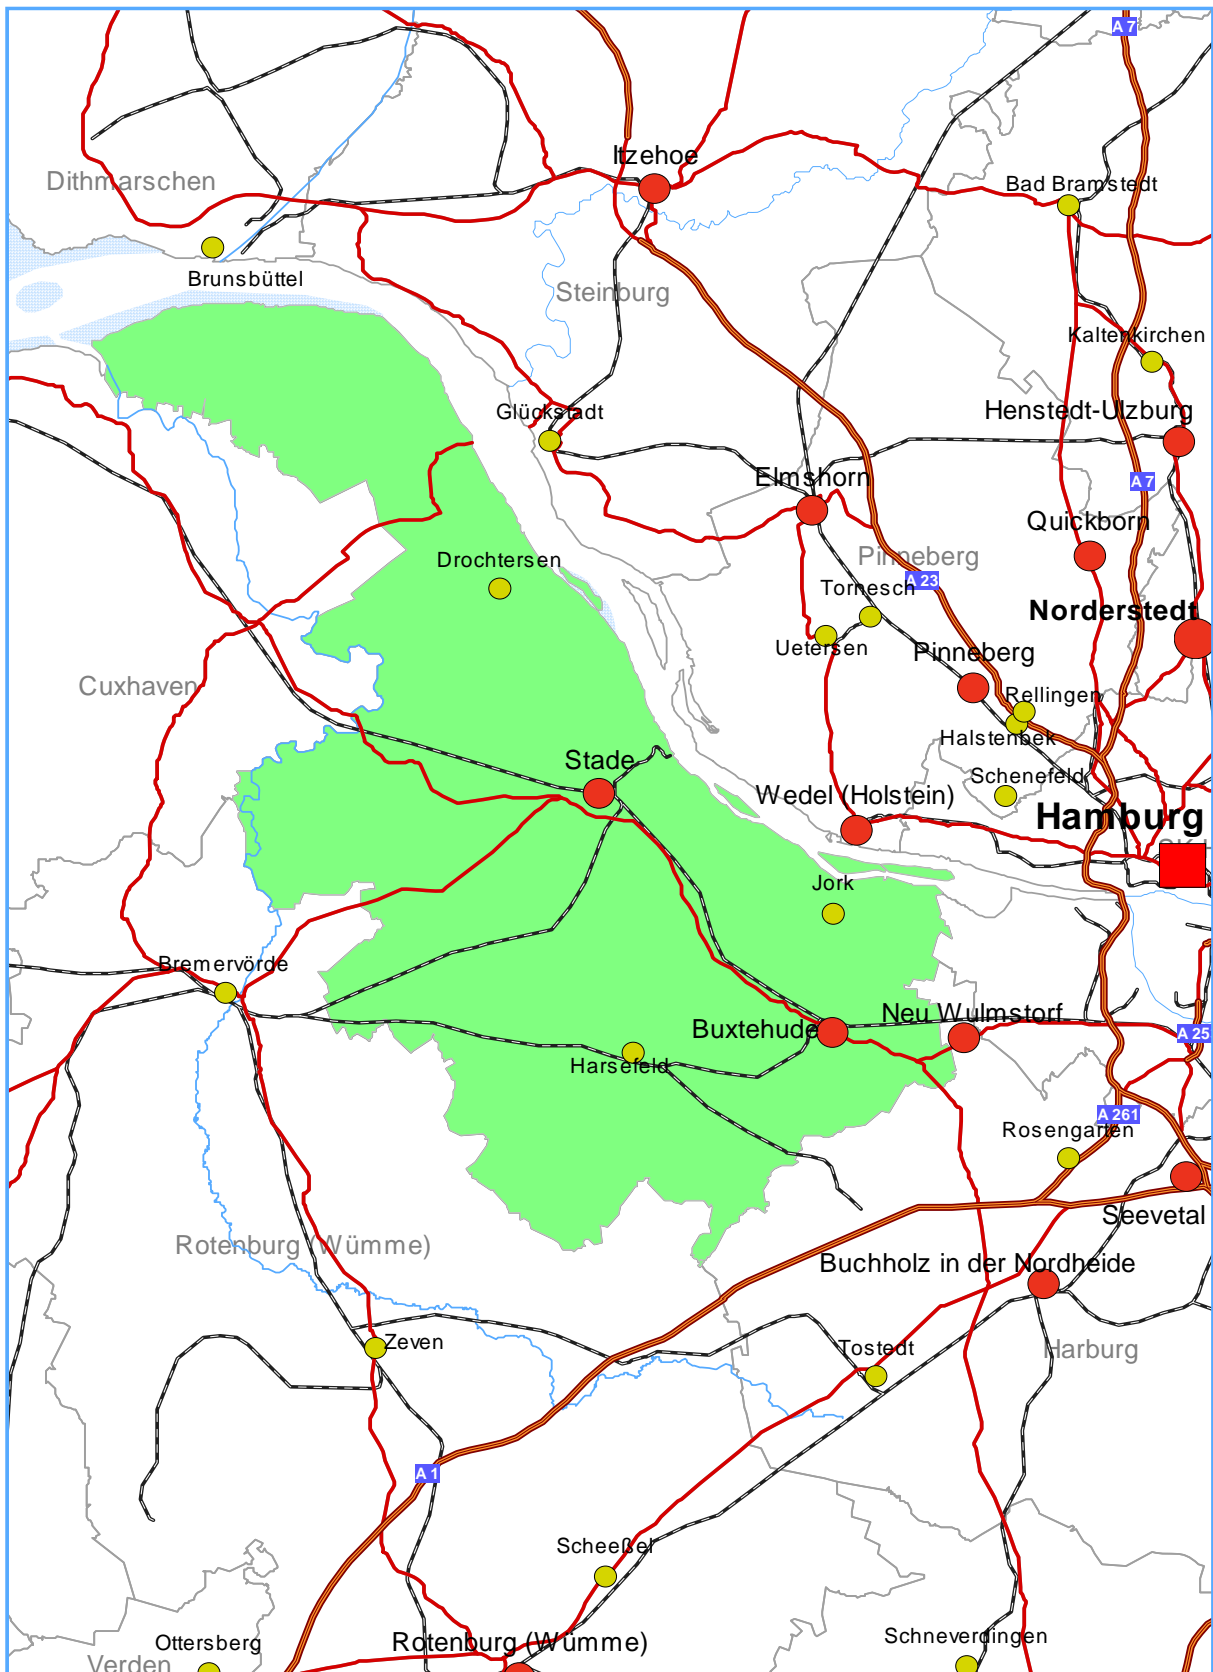 A 7
Itzehoe
Dithmarschen
Bad Bramstedt
Brunsbüttel
Steinburg
Kaltenkirchen
Glückstadt
Henstedt-Ulzburg
Elmshorn
A 7
Quickborn
Pinneberg
Drochtersen
A 23
Tornesch
Norderstedt
Uetersen
Pinneberg
Cuxhaven
Rellingen
Halstenbek
Stade
Schenefeld
Wedel (Holstein)
Hamburg
SK
Jork
Bremervörde
Neu Wulmstorf
Buxtehude
A 25
Harsefeld
A 261
Rosengarten
Seevetal
Rotenburg (Wümme)
Buchholz in der Nordheide
Zeven
Tostedt
Harburg
A 1
Scheeßel
Ottersberg
Rotenburg (Wümme)
Schneverdingen
Verden